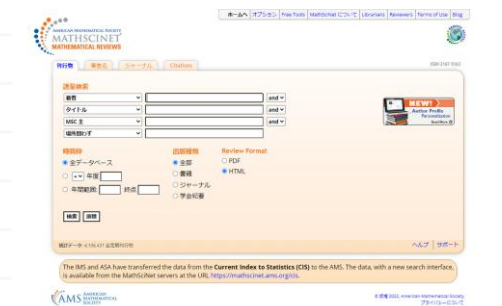 ホームへ | オプション | Free Tools | MathSciNet について | Librarians | Reviewers | Terms of Use | Blog
AMERICAN MATHEMATICAL SOCIETY
MATHSCINET
MATHEMATICAL REVIEWS
刊行物 著者名 ジャーナル Citations
ISSN 2167-5163
語彙検索
著者 and
タイトル and
MSC 主 and
場所問わず
NEW!
Author Profile
Personalization
Read More
時間枠 出版種類 Review Format
全データベース 全部 PDF
年度 書籍 HTML
年間範囲: 終点 ジャーナル
学会紀要
検索 消去
ヘルプ | サポート
The IMS and ASA have transferred the data from the Current Index to Statistics (CIS) to the AMS. The data, with a new search interface,
is available from the MathSciNet servers at the URL https://mathscinet.ams.org/cis.
AMS AMERICAN
MATHEMATICAL
SOCIETY
2022, American Mathematical Society
プライバシーについて